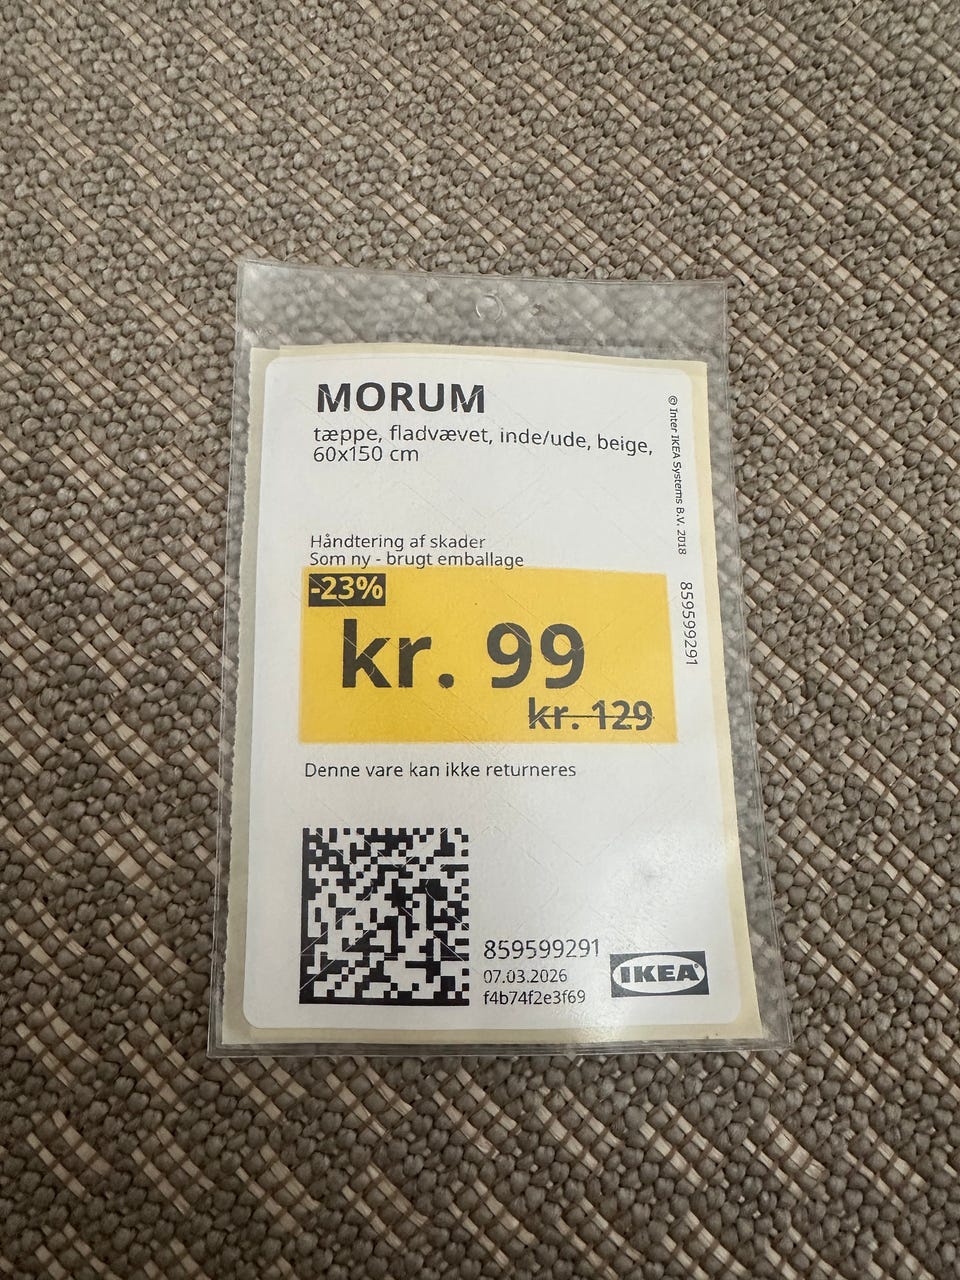 MORUM
tæppe, fladvævet, inde/ude, beige,
60x150 cm
© Inter IKEA Systems B.V. 2018
859599291
Håndtering af skader
Som ny - brugt emballage
-23%
kr. 99
kr. 129
Denne vare kan ikke returneres
859599291
07.03.2026
f4b74f2e3f69
IKEA®